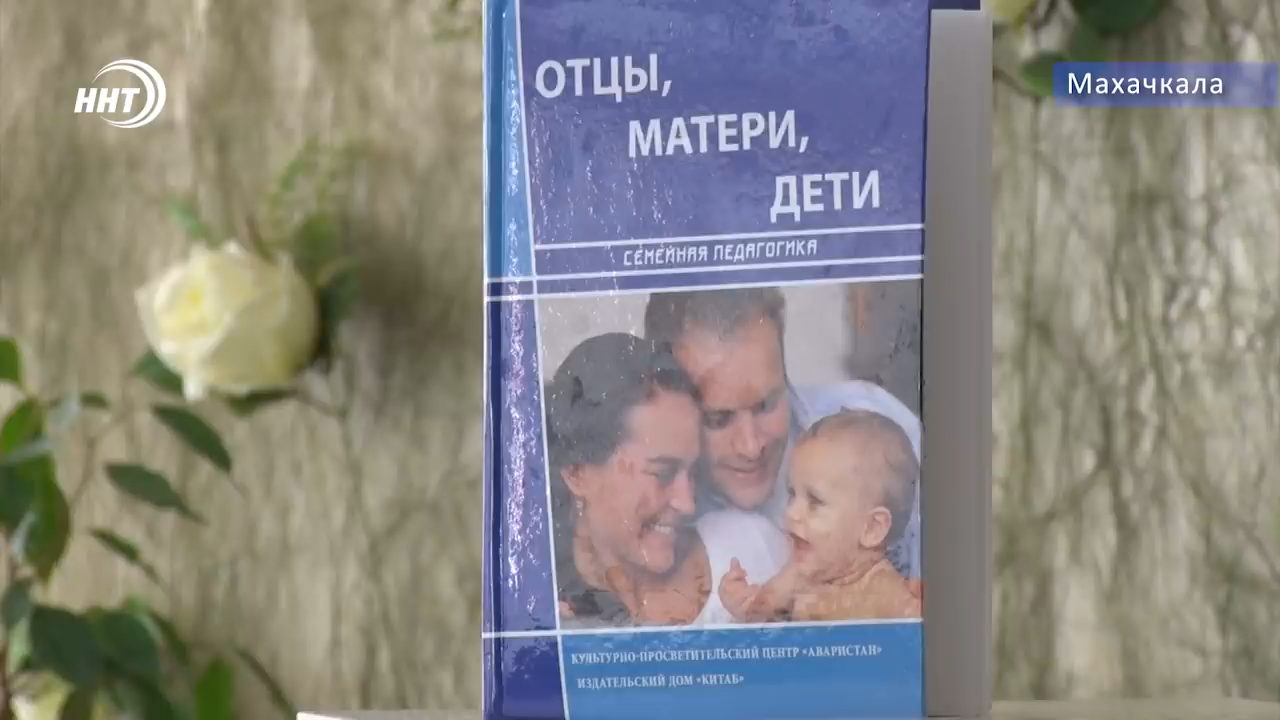 ННТ
Махачкала
ОТЦЫ,
МАТЕРИ,
ДЕТИ
СЕМЕЙНАЯ ПЕДАГОГИКА
КУЛЬТУРНО-ПРОСВЕТИТЕЛЬСКИЙ ЦЕНТР «АВАРИСТАН»
ИЗДАТЕЛЬСКИЙ ДОМ «КИТАБ»